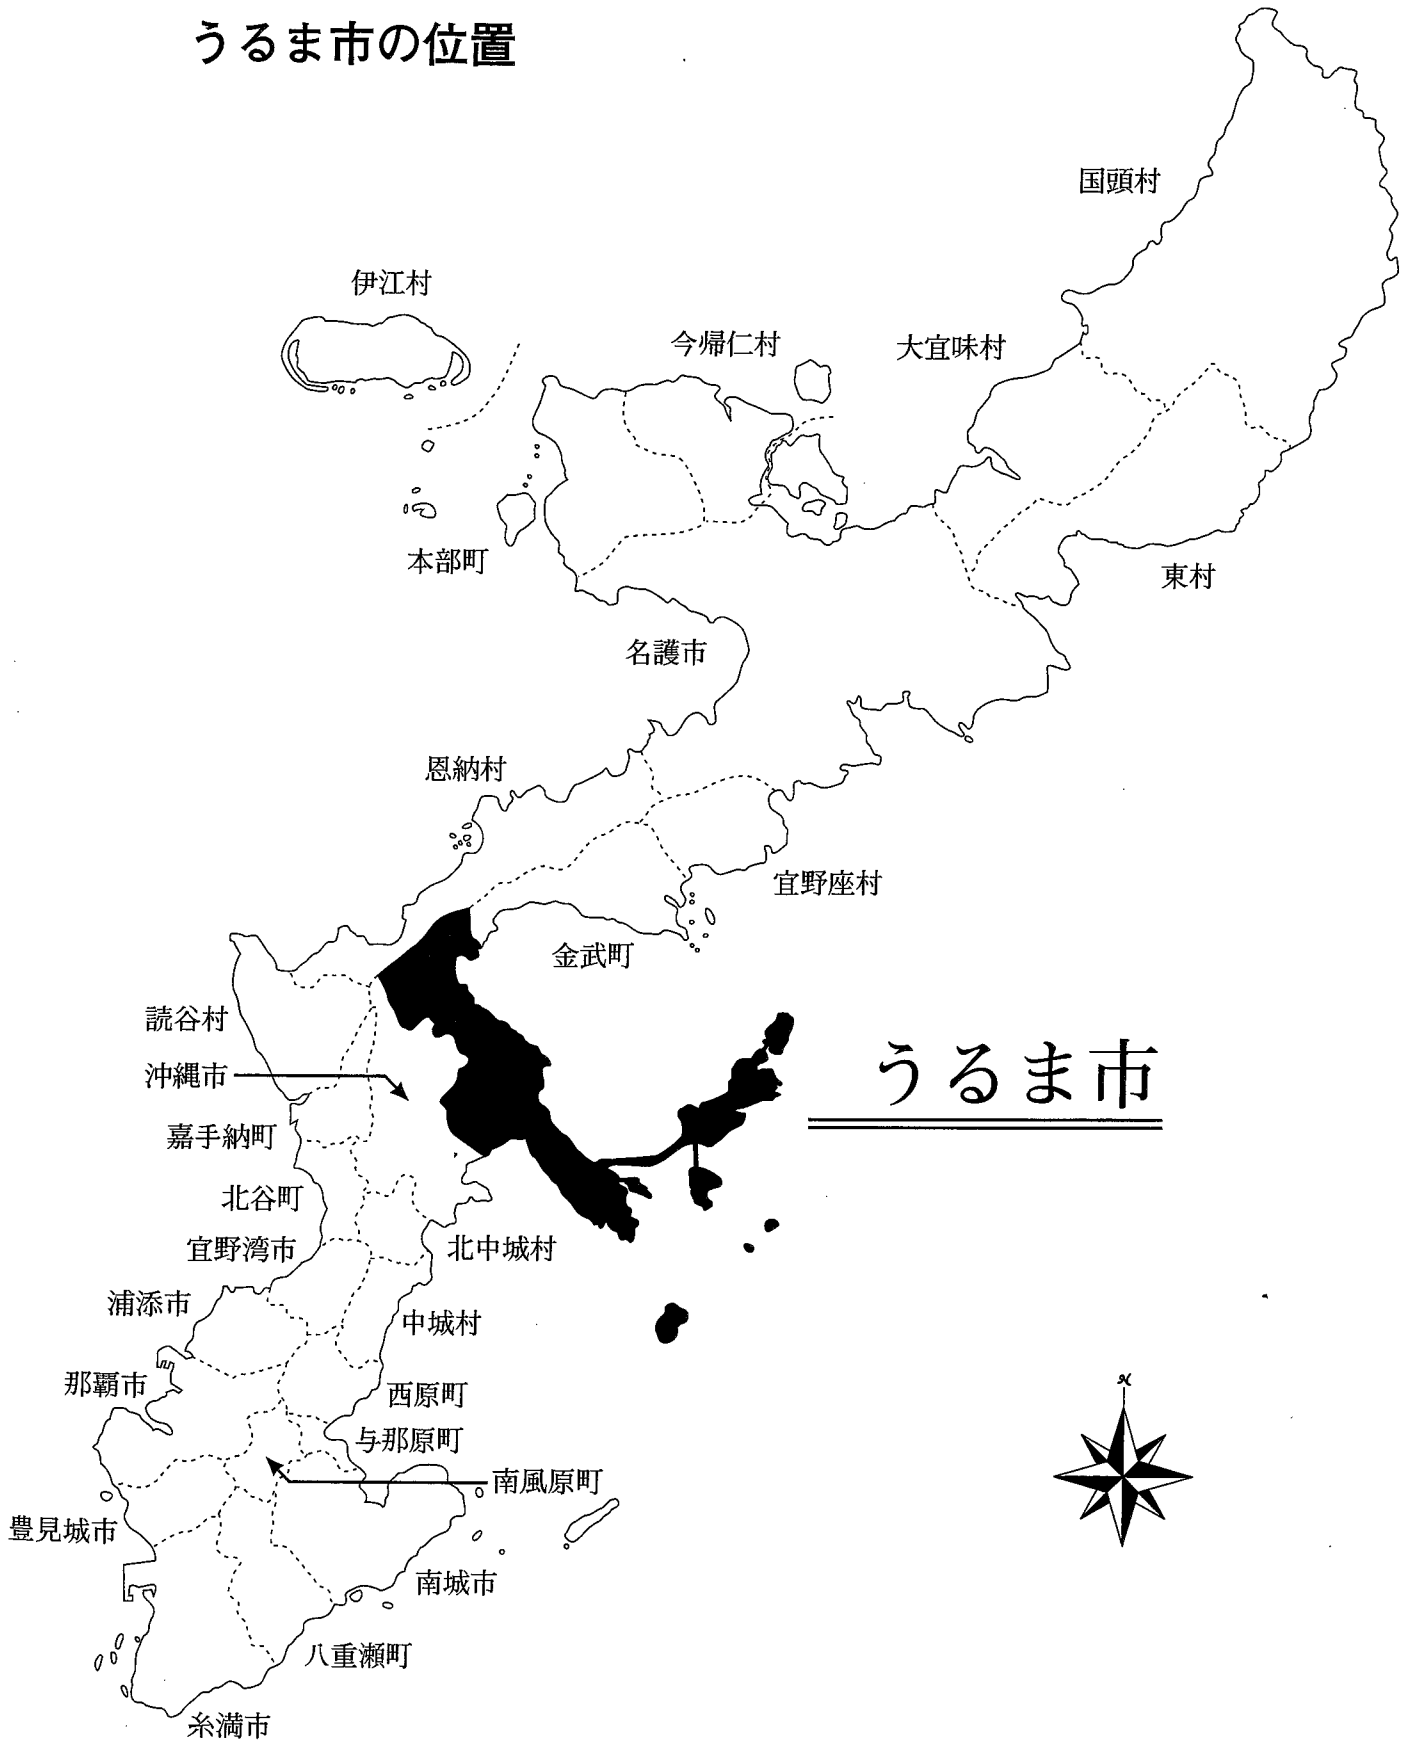 うるま市の位置
国頭村
伊江村
今帰仁村
大宜味村
本部町
東村
名護市
恩納村
宜野座村
金武町
読谷村
うるま市
沖縄市
嘉手納町
北谷町
宜野湾市
北中城村
浦添市
中城村
那覇市
西原町
N
与那原町
南風原町
豊見城市
南城市
八重瀬町
糸満市